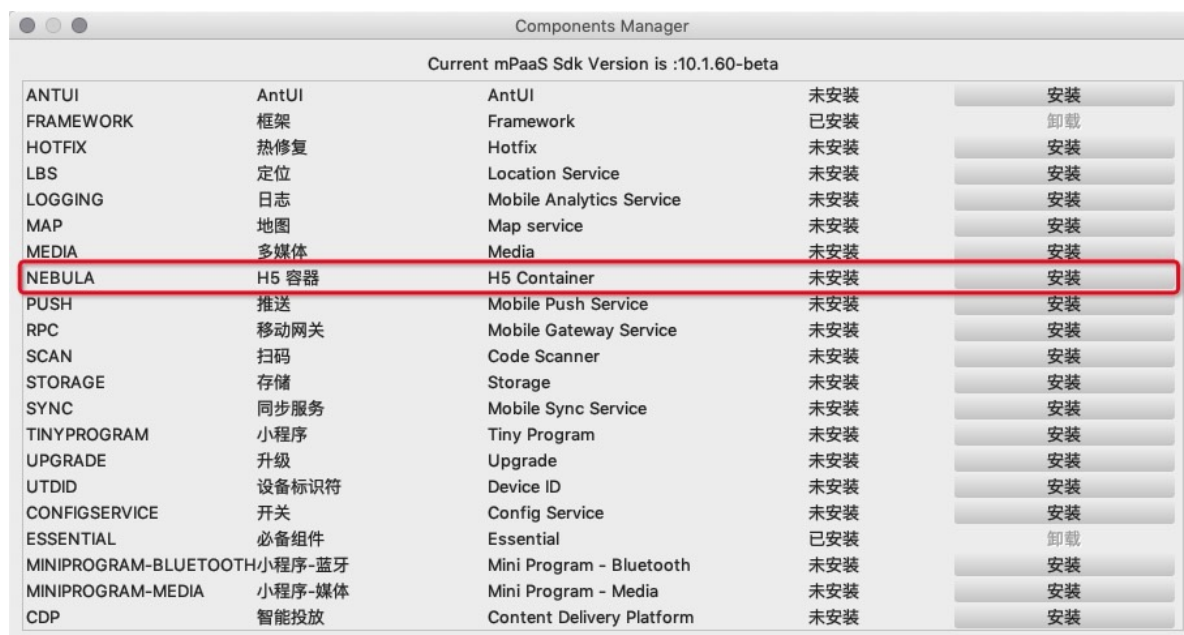 Components Manager
Current mPaaS Sdk Version is :10.1.60-beta
ANTUI AntUI AntUI 未安装 安装
FRAMEWORK 框架 Framework 已安装 卸载
HOTFIX 热修复 Hotfix 未安装 安装
LBS 定位 Location Service 未安装 安装
LOGGING 日志 Mobile Analytics Service 未安装 安装
MAP 地图 Map service 未安装 安装
MEDIA 多媒体 Media 未安装 安装
NEBULA H5 容器 H5 Container 未安装 安装
PUSH 推送 Mobile Push Service 未安装 安装
RPC 移动网关 Mobile Gateway Service 未安装 安装
SCAN 扫码 Code Scanner 未安装 安装
STORAGE 存储 Storage 未安装 安装
SYNC 同步服务 Mobile Sync Service 未安装 安装
TINYPROGRAM 小程序 Tiny Program 未安装 安装
UPGRADE 升级 Upgrade 未安装 安装
UTDID 设备标识符 Device ID 未安装 安装
CONFIGSERVICE 开关 Config Service 未安装 安装
ESSENTIAL 必备组件 Essential 已安装 卸载
MINIPROGRAM-BLUETOOTH 小程序-蓝牙 Mini Program - Bluetooth 未安装 安装
MINIPROGRAM-MEDIA 小程序-媒体 Mini Program - Media 未安装 安装
CDP 智能投放 Content Delivery Platform 未安装 安装